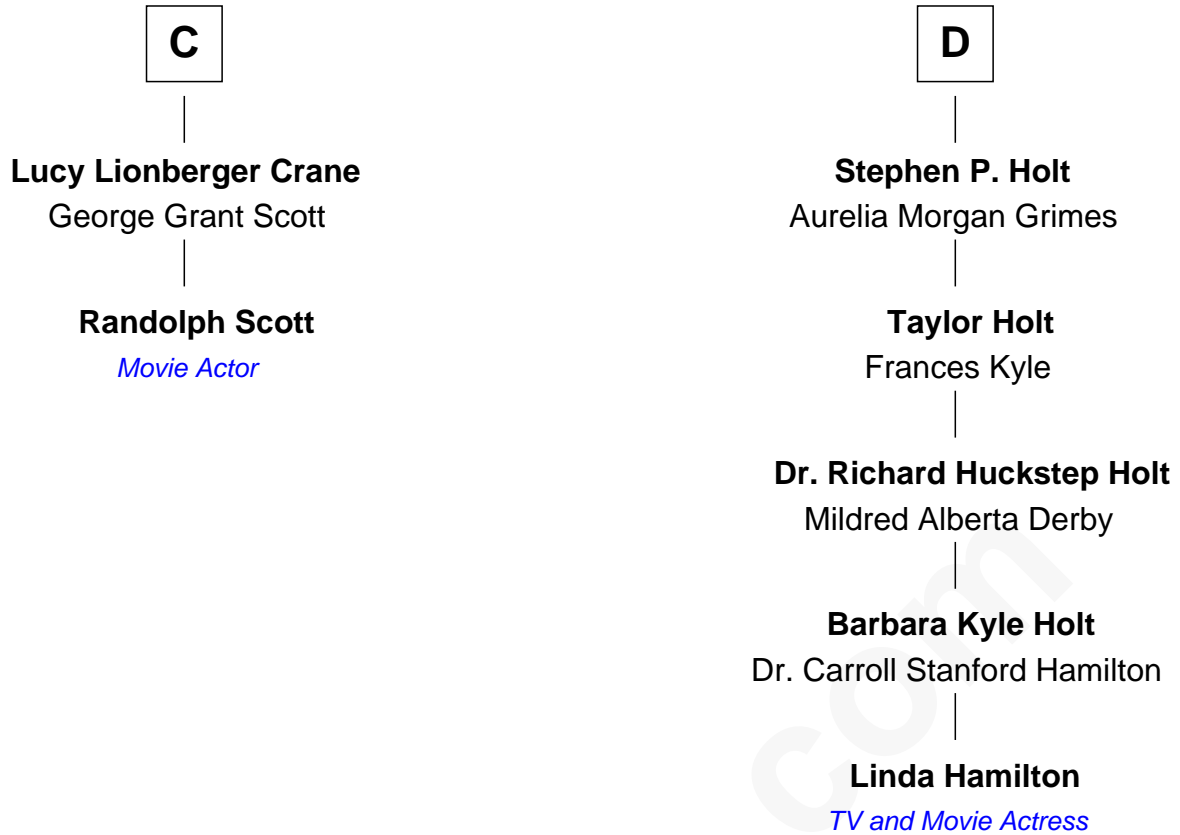 C
Lucy Lionberger Crane
George Grant Scott
Randolph Scott
Movie Actor
D
Stephen P. Holt
Aurelia Morgan Grimes
Taylor Holt
Frances Kyle
Dr. Richard Huckstep Holt
Mildred Alberta Derby
Barbara Kyle Holt
Dr. Carroll Stanford Hamilton
Linda Hamilton
TV and Movie Actress
com